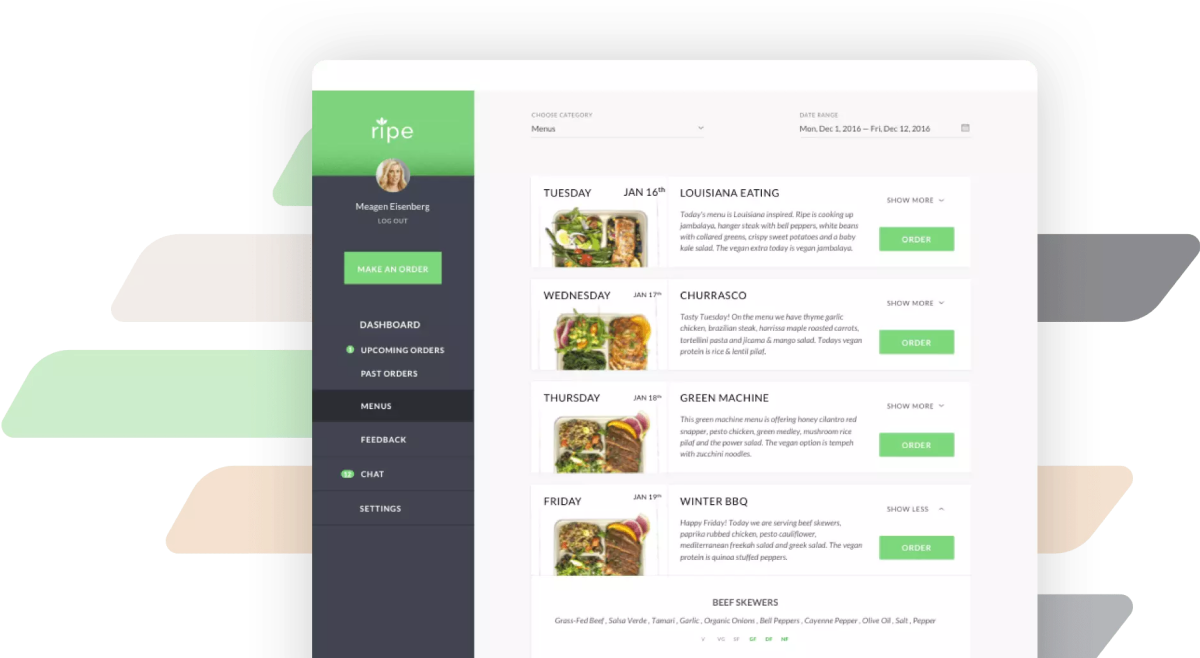 ripe
Meagen Eisenberg
LOG OUT
MAKE AN ORDER
DASHBOARD
UPCOMING ORDERS
PAST ORDERS
MENUS
FEEDBACK
CHAT
SETTINGS
CHOOSE CATEGORY
Menus
DATE RANGE
Mon, Dec 1, 2016 — Fri, Dec 12, 2016
TUESDAY JAN 16th
LOUISIANA EATING
Today's menu is Louisiana inspired. Ripe is cooking up
jambalaya, hanger steak with bell peppers, white beans
with collared greens, crispy sweet potatoes and a baby
kale salad. The vegan extra today is vegan jambalaya.
SHOW MORE
ORDER
WEDNESDAY JAN 17th
CHURRASCO
Tasty Tuesday! On the menu we have thyme garlic
chicken, brazilian steak, harrissa maple roasted carrots,
tortellini pasta and jicama & mango salad. Todays vegan
protein is rice & lentil pilaf.
SHOW MORE
ORDER
THURSDAY JAN 18th
GREEN MACHINE
This green machine menu is offering honey cilantro red
snapper, pesto chicken, green medley, mushroom rice
pilaf and the power salad. The vegan option is tempeh
with zucchini noodles.
SHOW MORE
ORDER
FRIDAY JAN 19th
WINTER BBQ
Happy Friday! Today we are serving beef skewers,
paprika rubbed chicken, pesto cauliflower,
mediterranean freekah salad and greek salad. The vegan
protein is quinoa stuffed peppers.
SHOW LESS
ORDER
BEEF SKEWERS
Grass-Fed Beef , Salsa Verde , Tamari , Garlic , Organic Onions , Bell Peppers , Cayenne Pepper , Olive Oil , Salt , Pepper
V VG GF DF NF